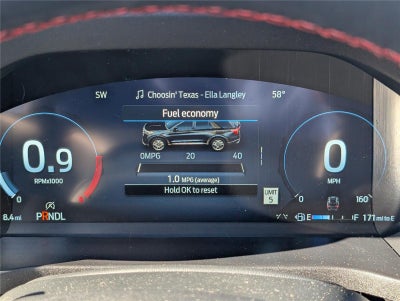 SW ♫ Choosin' Texas - Ella Langley 58°
Fuel economy
0MPG 20 40
1.0 MPG (average)
Hold OK to reset
0.9
RPMx1000
0
MPH
LIMIT
5
0 160
8.4 mi PRNDL E F 171 mi to E